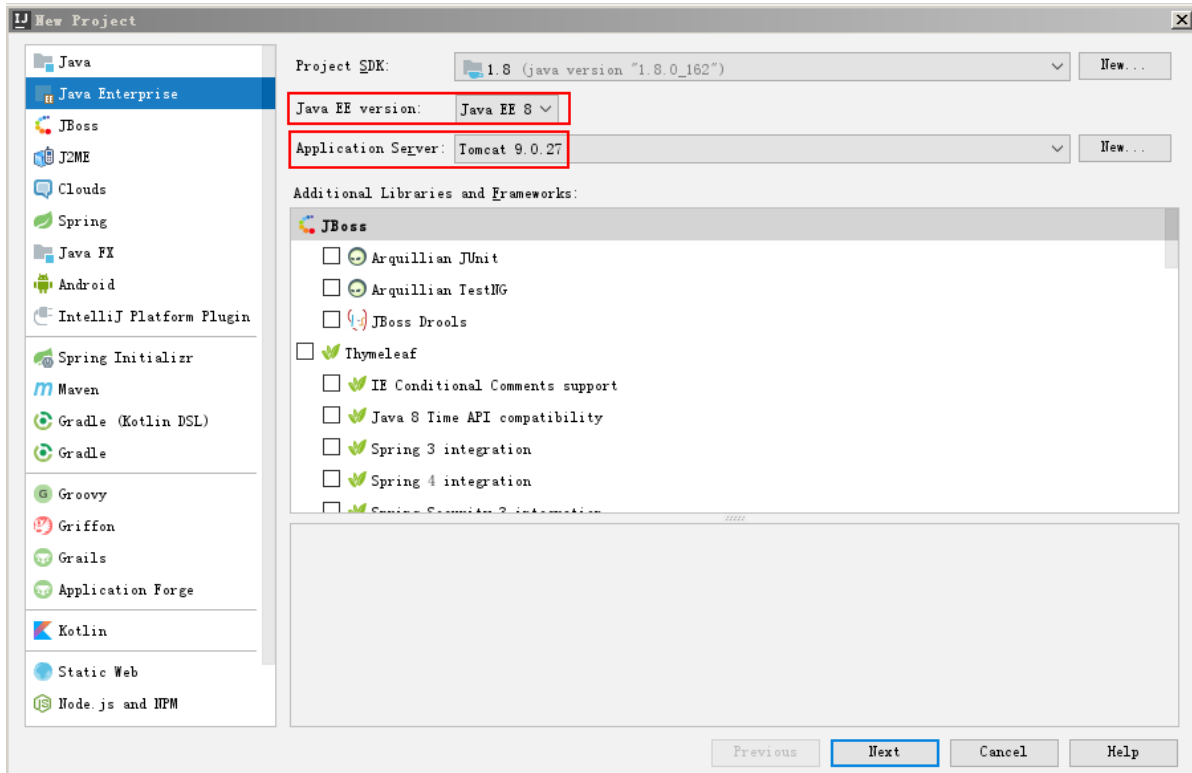 New Project
Java
Java Enterprise
JBoss
J2ME
Clouds
Spring
Java FX
Android
IntelliJ Platform Plugin
Spring Initializr
Maven
Gradle (Kotlin DSL)
Gradle
Groovy
Griffon
Grails
Application Forge
Kotlin
Static Web
Node.js and NPM
Project SDK: 1.8 (java version "1.8.0_162") New...
Java EE version: Java EE 8
Application Server: Tomcat 9.0.27 New...
Additional Libraries and Frameworks:
JBoss
Arquillian JUnit
Arquillian TestNG
JBoss Drools
Thymeleaf
IE Conditional Comments support
Java 8 Time API compatibility
Spring 3 integration
Spring 4 integration
Spring Security 3 integration
Previous Next Cancel Help